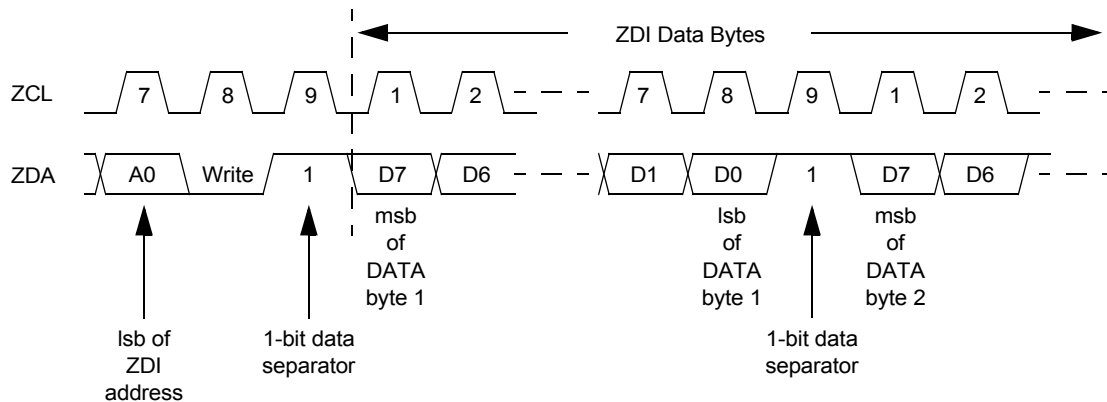 ZDI Data Bytes
ZCL 7 8 9 1 2 7 8 9 1 2
ZDA A0 Write 1 D7 D6 D1 D0 1 D7 D6
msb
of
DATA
byte 1
lsb
of
DATA
byte 1
msb
of
DATA
byte 2
lsb of
ZDI
address
1-bit data
separator
1-bit data
separator